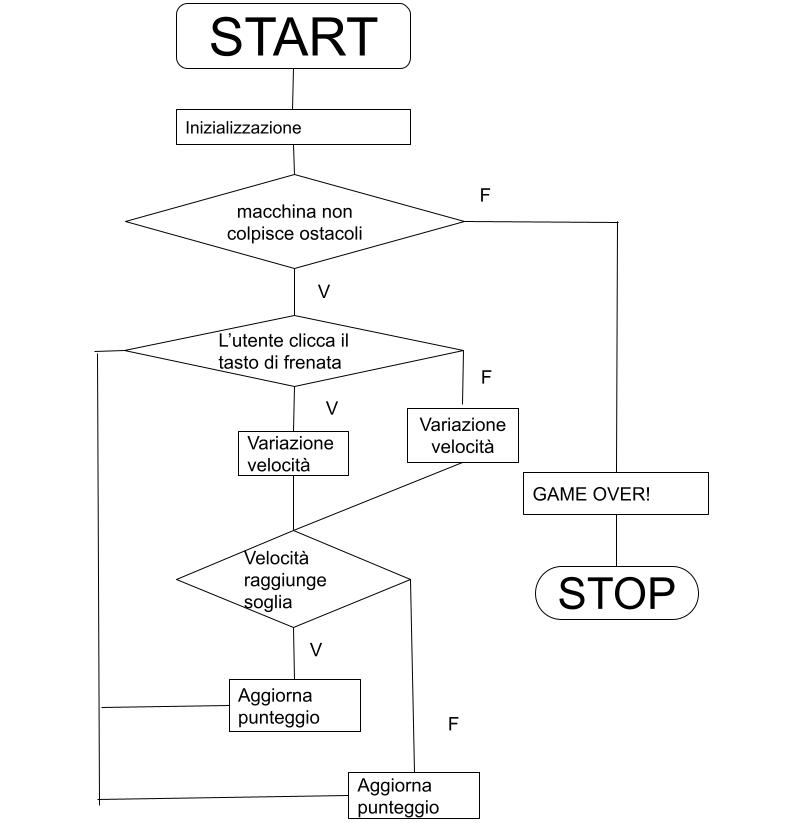 START
Inizializzazione
F
macchina non
colpisce ostacoli
V
L'utente clicca il
tasto di frenata
F
V
Variazione
velocità
Variazione
velocità
GAME OVER!
Velocità
raggiunge
soglia
STOP
V
Aggiorna
punteggio
F
Aggiorna
punteggio